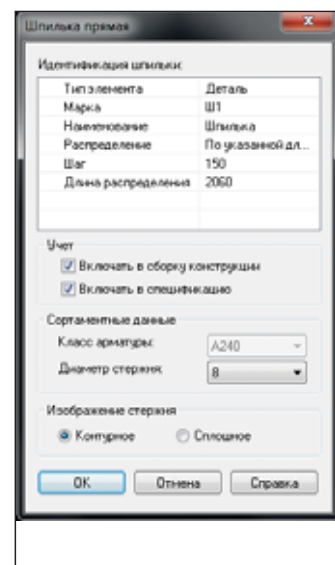 Шпилька прямая
Идентификация шпильки:
Тип элемента Деталь
Марка Ш1
Наименование Шпилька
Распределение По указанной дл...
Шаг 150
Длина распределения 2060
Учет
Включать в сборку конструкции
Включать в спецификацию
Сортаментные данные
Класс арматуры: A240
Диаметр стержня: 8
Изображение стержня
Контурное Сплошное
OK Отмена Справка